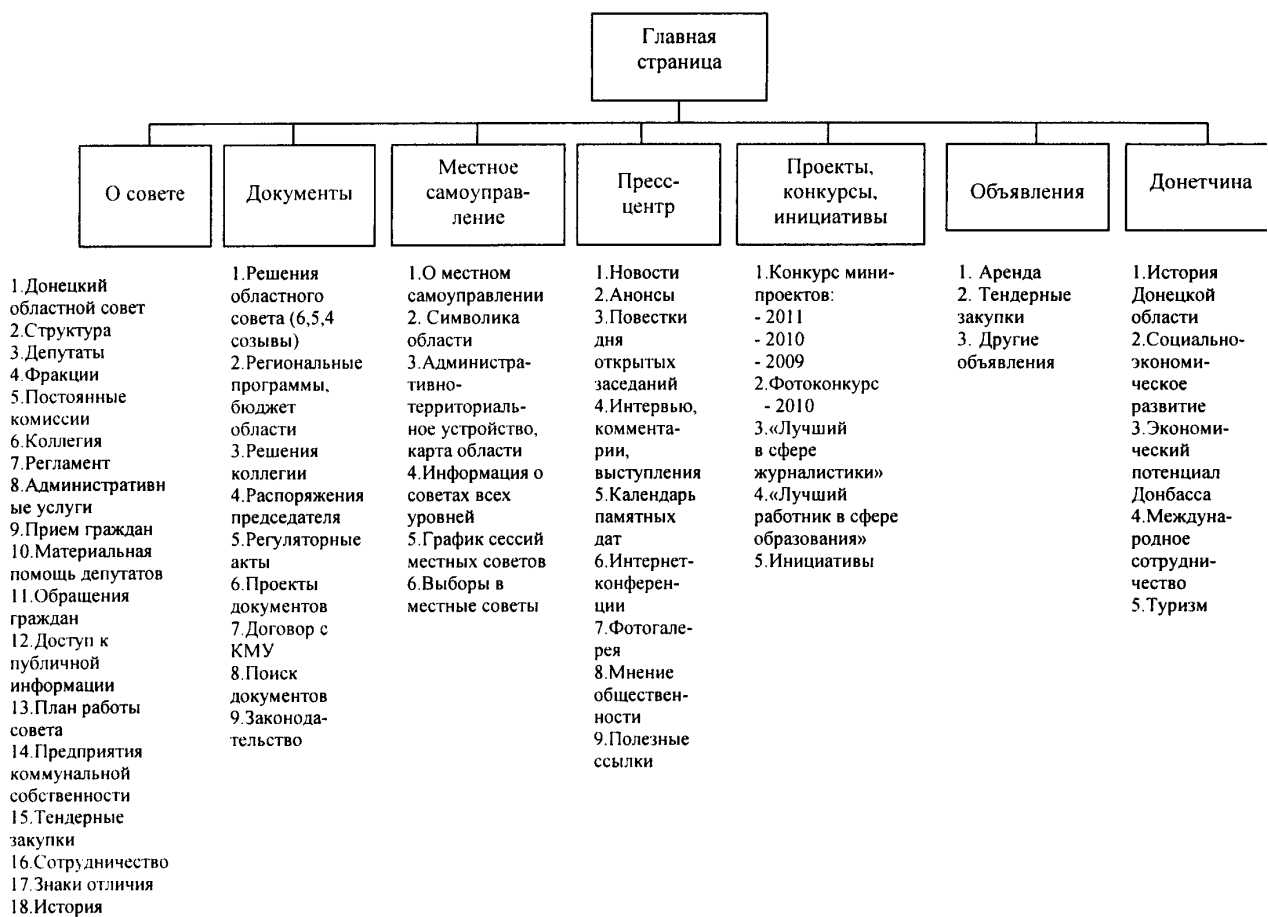 Главная
страница
О совете
Документы
Местное
самоуправ-
ление
Пресс-
центр
Проекты,
конкурсы,
инициативы
Объявления
Донетчина
1.Донецкий
областной совет
2.Структура
3.Депутаты
4.Фракции
5.Постоянные
комиссии
6.Коллегия
7.Регламент
8.Административн
ые услуги
9.Прием граждан
10.Материальная
помощь депутатов
11.Обращения
граждан
12.Доступ к
публичной
информации
13.План работы
совета
14.Предприятия
коммунальной
собственности
15.Тендерные
закупки
16.Сотрудничество
17.Знаки отличия
18.История
1.Решения
областного
совета (6,5,4
созывы)
2.Региональные
программы,
бюджет
области
3.Решения
коллегии
4.Распоряжения
председателя
5.Регуляторные
акты
6.Проекты
документов
7.Договор с
КМУ
8.Поиск
документов
9.Законода-
тельство
1.О местном
самоуправлении
2. Символика
области
3.Администра-
тивно-
территориаль-
ное устройство,
карта области
4.Информация о
советах всех
уровней
5.График сессий
местных советов
6.Выборы в
местные советы
1.Новости
2.Анонсы
3.Повестки
дня
открытых
заседаний
4.Интервью,
коммента-
рии,
выступления
5.Календарь
памятных
дат
6.Интернет-
конферен-
ции
7.Фотогале-
рея
8.Мнение
обществен-
ности
9.Полезные
ссылки
1.Конкурс мини-
проектов:
- 2011
- 2010
- 2009
2.Фотоконкурс
- 2010
3.«Лучший
в сфере
журналистики»
4.«Лучший
работник в сфере
образования»
5.Инициативы
1. Аренда
2. Тендерные
закупки
3. Другие
объявления
1.История
Донецкой
области
2.Социально-
экономи-
ческое
развитие
3.Экономи-
ческий
потенциал
Донбасса
4.Междуна-
родное
сотрудни-
чество
5.Туризм